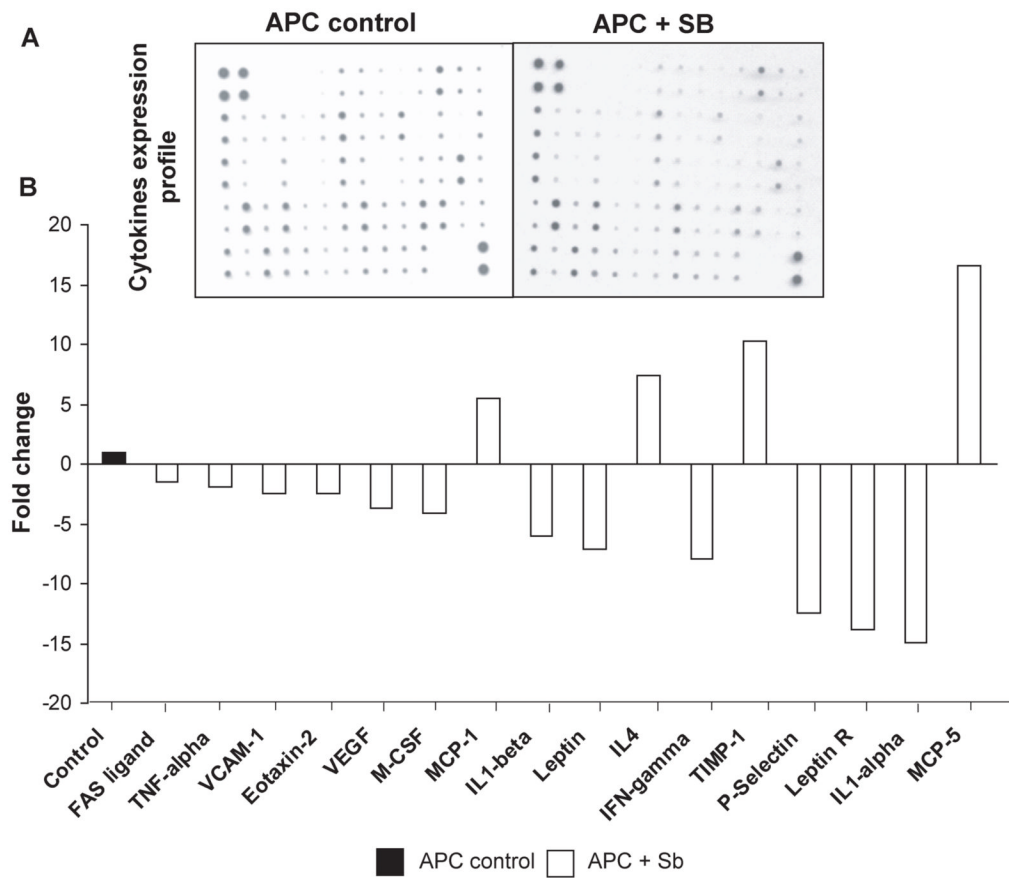 A
APC control
APC + SB
Cytokines expression
profile
B
20
15
10
5
0
-5
-10
-15
-20
Fold change
Control
FAS ligand
TNF-alpha
VCAM-1
Eotaxin-2
VEGF
M-CSF
MCP-1
IL1-beta
Leptin
IL4
IFN-gamma
TIMP-1
P-Selectin
Leptin R
IL1-alpha
MCP-5
APC control
APC + Sb